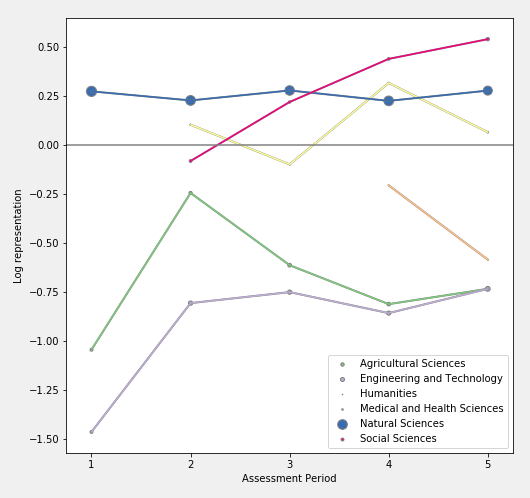 0.50
0.25
0.00
−0.25
−0.50
−0.75
−1.00
−1.25
−1.50
Log representation
Agricultural Sciences
Engineering and Technology
Humanities
Medical and Health Sciences
Natural Sciences
Social Sciences
1 2 3 4 5
Assessment Period